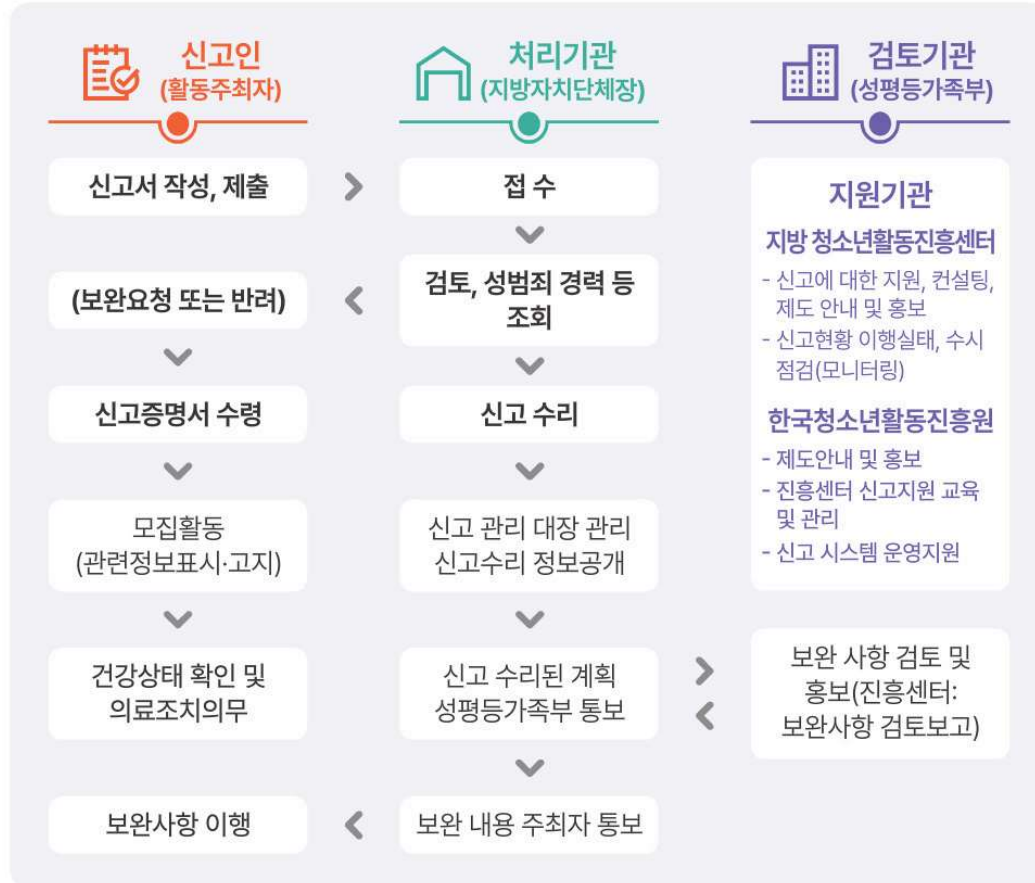 신고인
(활동주최자)
처리기관
(지방자치단체장)
검토기관
(성평등가족부)
신고서 작성, 제출
접 수
(보완요청 또는 반려)
검토, 성범죄 경력 등
조회
신고증명서 수령
신고 수리
모집활동
(관련정보표시·고지)
신고 관리 대장 관리
신고수리 정보공개
건강상태 확인 및
의료조치의무
신고 수리된 계획
성평등가족부 통보
보완사항 이행
보완 내용 주최자 통보
지원기관
지방 청소년활동진흥센터
- 신고에 대한 지원, 컨설팅,
제도 안내 및 홍보
- 신고현황 이행실태, 수시
점검(모니터링)
한국청소년활동진흥원
- 제도안내 및 홍보
- 진흥센터 신고지원 교육
및 관리
- 신고 시스템 운영지원
보완 사항 검토 및
홍보(진흥센터:
보완사항 검토보고)